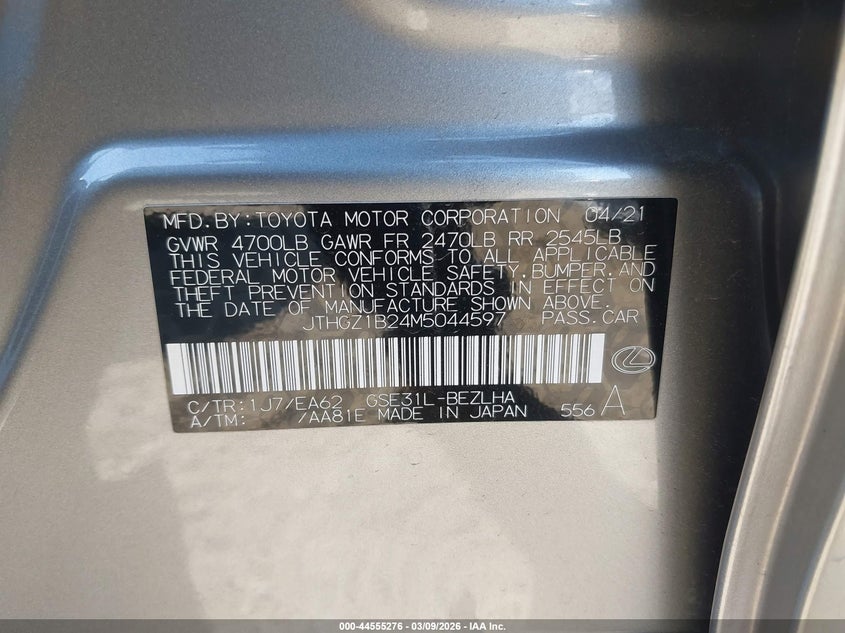 MFD.BY:TOYOTA MOTOR CORPORATION 04/21
GVWR 4700LB GAWR FR 2470LB RR 2545LB
THIS VEHICLE CONFORMS TO ALL APPLICABLE
FEDERAL MOTOR VEHICLE SAFETY,BUMPER,AND
THEFT PREVENTION STANDARDS IN EFFECT ON
THE DATE OF MANUFACTURE SHOWN ABOVE.
JTHGZ1B24M5044597 PASS.CAR
C/TR:1J7/EA62 GSE31L-BEZLHA
A/TM: /AA81E MADE IN JAPAN 556 A
000-44555276 - 03/09/2026 - IAA Inc.